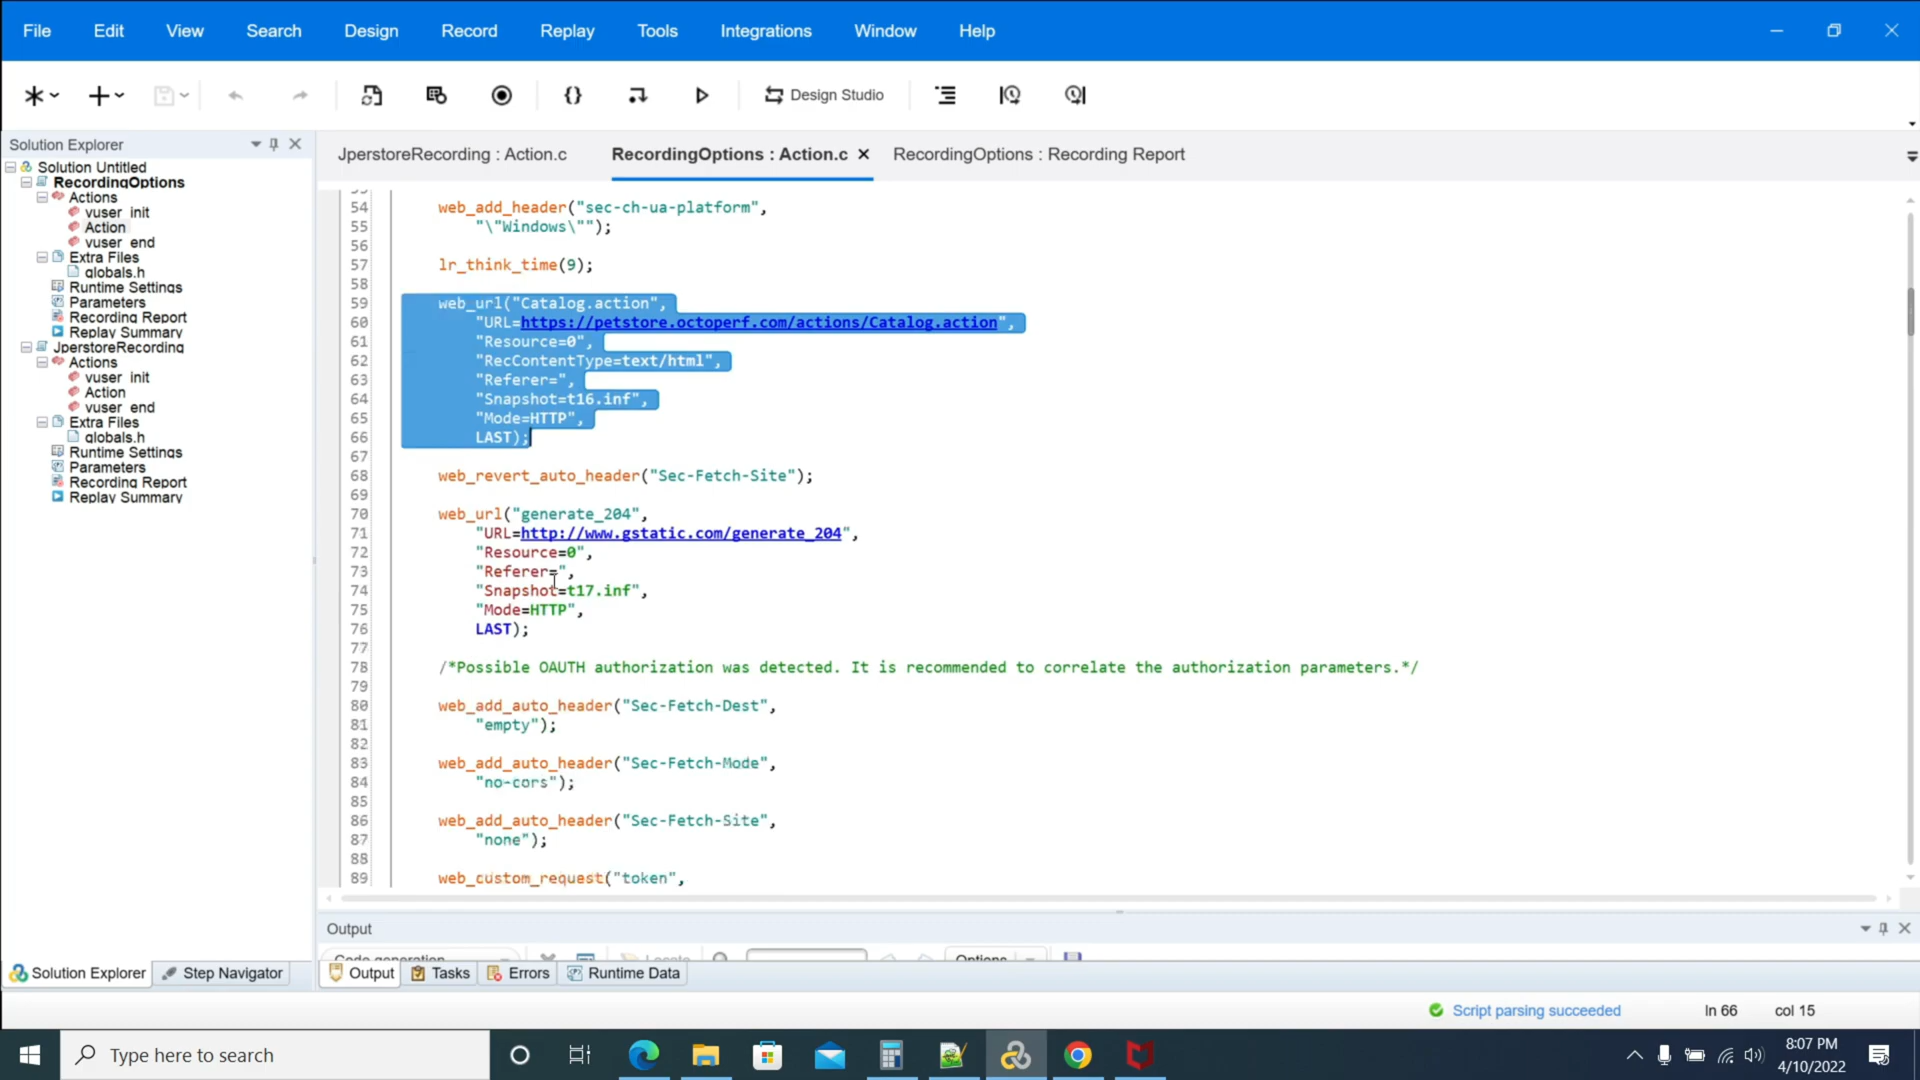 File Edit View Search Design Record Replay Tools Integrations Window Help
Design Studio
Solution Explorer
JperstoreRecording : Action.c RecordingOptions : Action.c RecordingOptions : Recording Report
Solution Untitled
RecordingOptions
Actions
vuser_init
Action
vuser_end
Extra Files
globals.h
Runtime Settings
Parameters
Recording Report
Replay Summary
JperstoreRecording
Actions
vuser_init
Action
vuser_end
Extra Files
globals.h
Runtime Settings
Parameters
Recording Report
Replay Summary
53
54 web_add_header("sec-ch-ua-platform",
55 "\"Windows\"");
56
57 lr_think_time(9);
58
59 web_url("Catalog.action",
60 "URL=https://petstore.octoperf.com/actions/Catalog.action",
61 "Resource=0",
62 "RecContentType=text/html",
63 "Referer=",
64 "Snapshot=t16.inf",
65 "Mode=HTTP",
66 LAST);
67
68 web_revert_auto_header("Sec-Fetch-Site");
69
70 web_url("generate_204",
71 "URL=http://www.gstatic.com/generate_204",
72 "Resource=0",
73 "Referer=",
74 "Snapshot=t17.inf",
75 "Mode=HTTP",
76 LAST);
77
78 /*Possible OAUTH authorization was detected. It is recommended to correlate the authorization parameters.*/
79
80 web_add_auto_header("Sec-Fetch-Dest",
81 "empty");
82
83 web_add_auto_header("Sec-Fetch-Mode",
84 "no-cors");
85
86 web_add_auto_header("Sec-Fetch-Site",
87 "none");
88
89 web_custom_request("token",
Output
Code generation Locate Options
Solution Explorer Step Navigator Output Tasks Errors Runtime Data
Script parsing succeeded ln 66 col 15
Type here to search
8:07 PM
4/10/2022